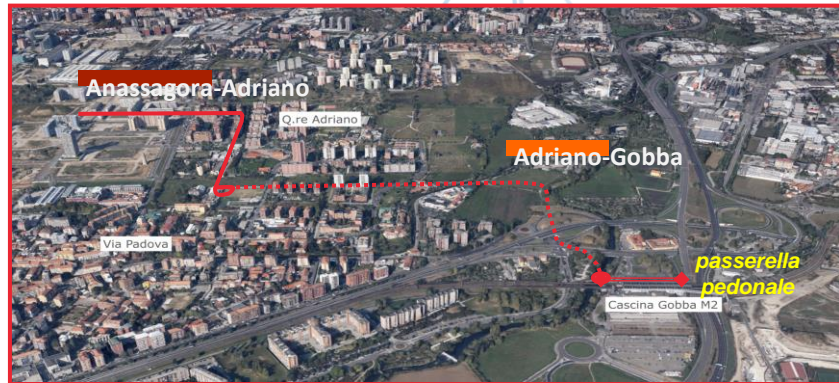 Anassagora-Adriano
Q.re Adriano
Adriano-Gobba
Via Padova
passerella
pedonale
Cascina Gobba M2